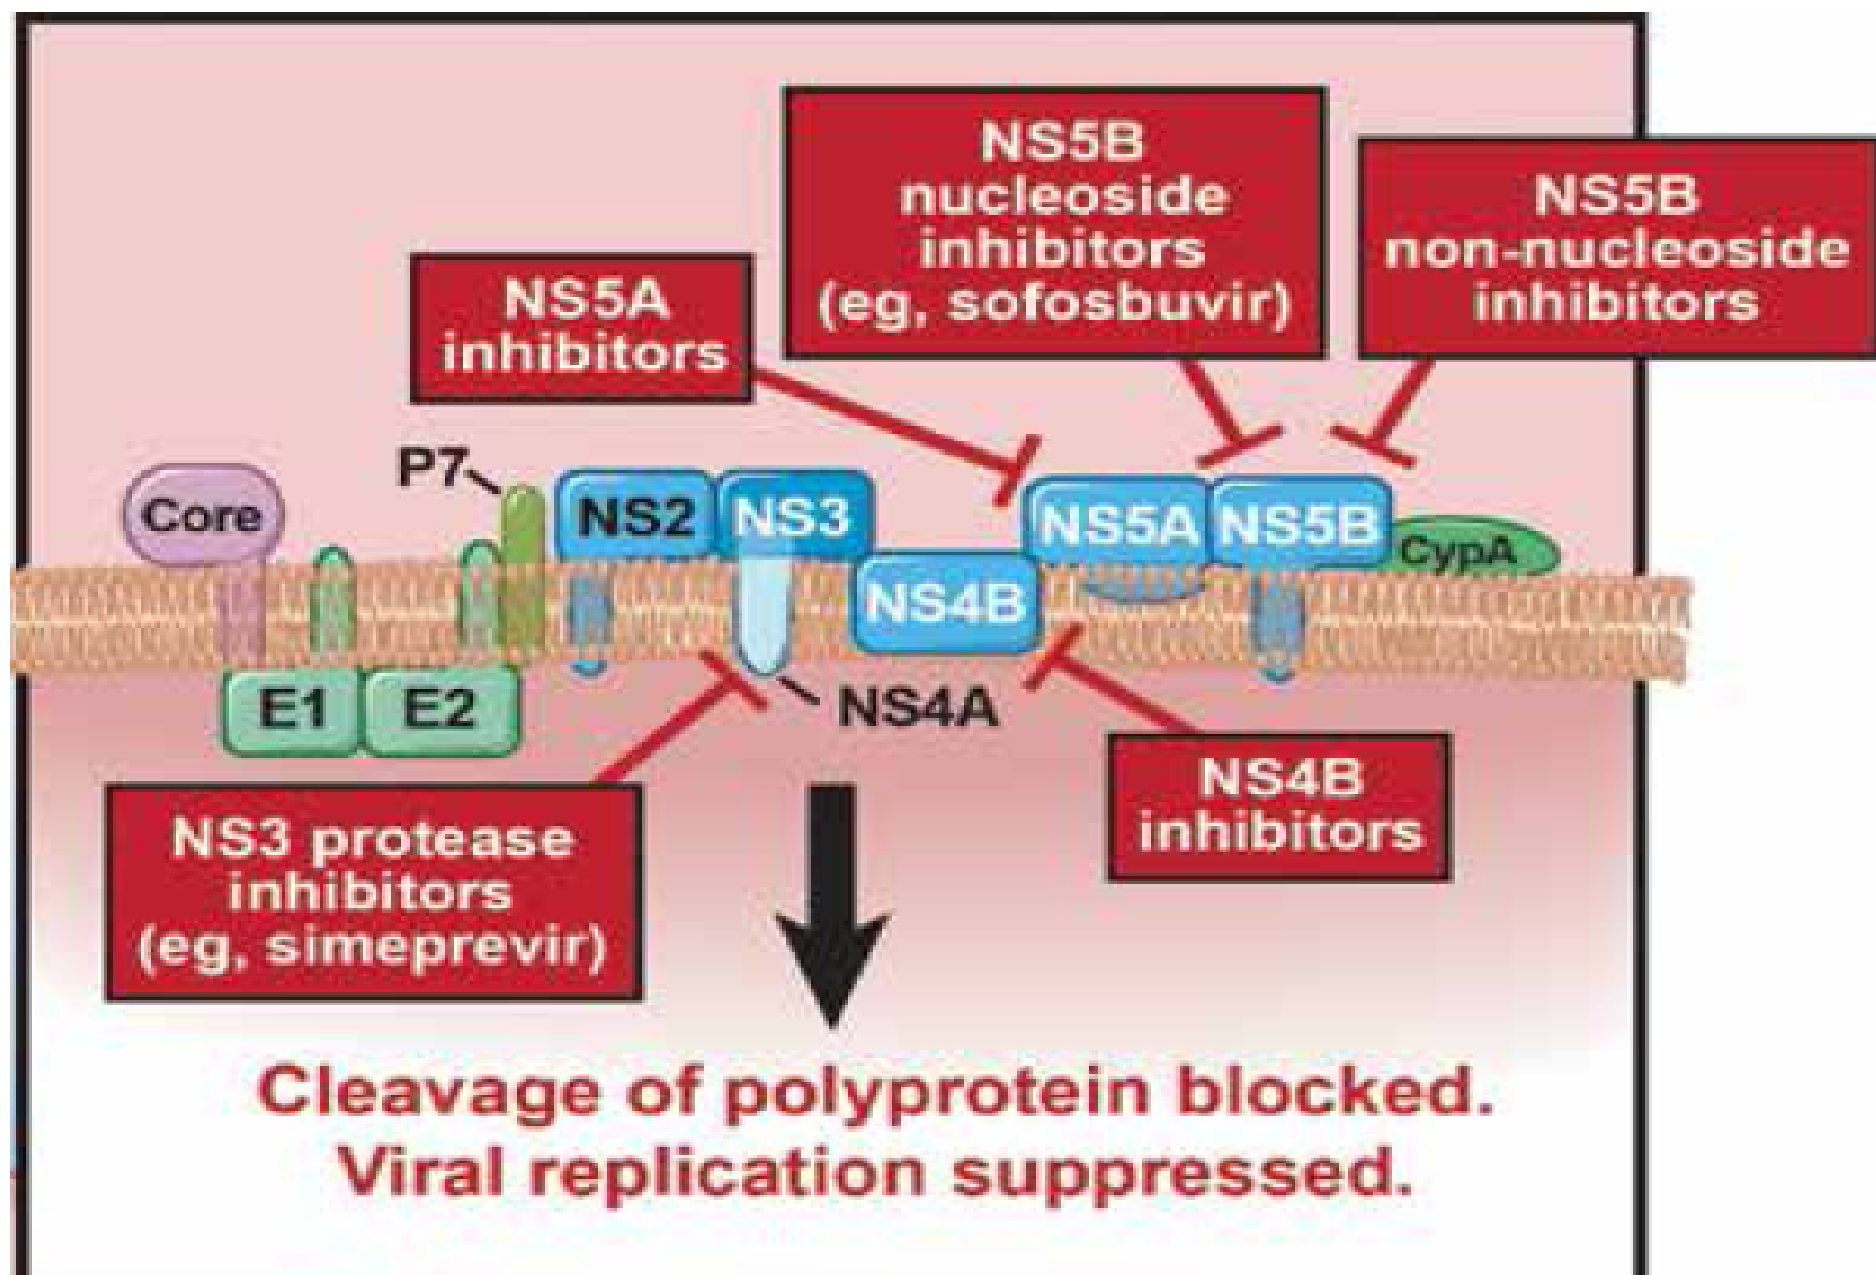 NS5B
nucleoside
inhibitors
(eg, sofosbuvir)
NS5B
non-nucleoside
inhibitors
NS5A
inhibitors
P7
Core
NS2
NS3
NS5A
NS5B
CypA
NS4B
E1
E2
NS4A
NS3 protease
inhibitors
(eg, simeprevir)
NS4B
inhibitors
Cleavage of polyprotein blocked.
Viral replication suppressed.